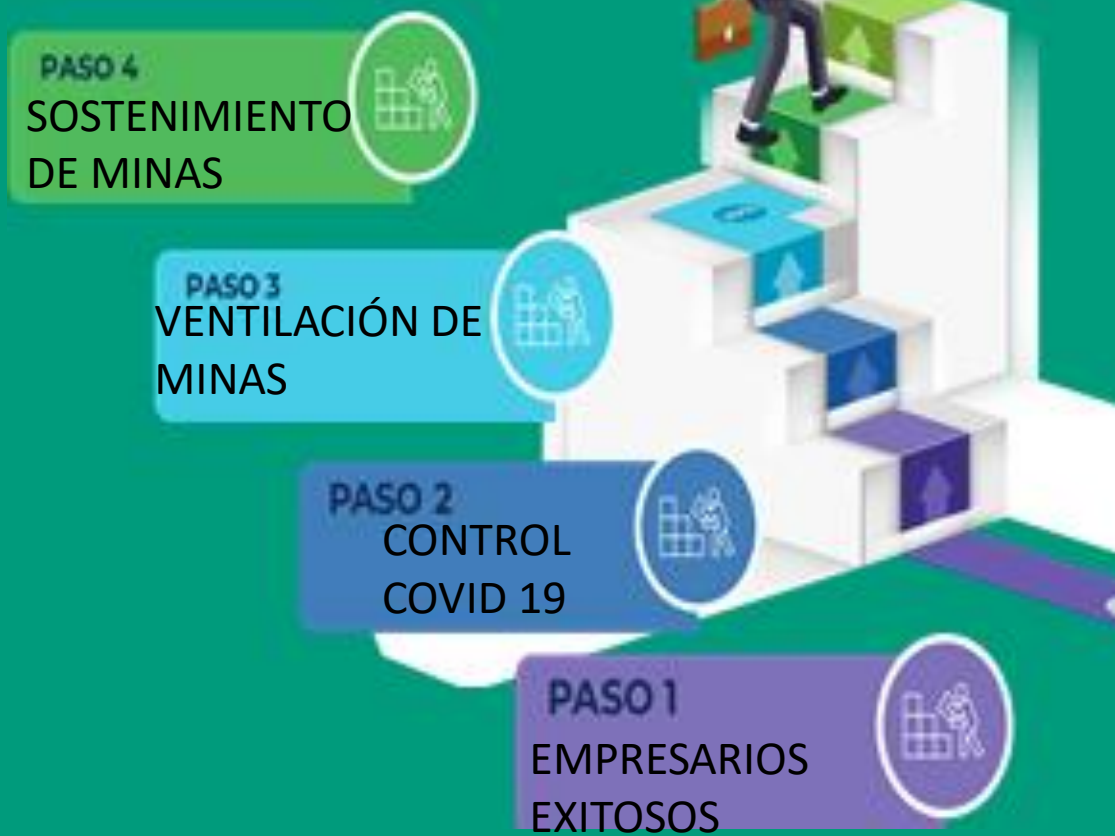 PASO 4
SOSTENIMIENTO
DE MINAS
PASO 3
VENTILACIÓN DE
MINAS
PASO 2
CONTROL
COVID 19
PASO 1
EMPRESARIOS
EXITOSOS